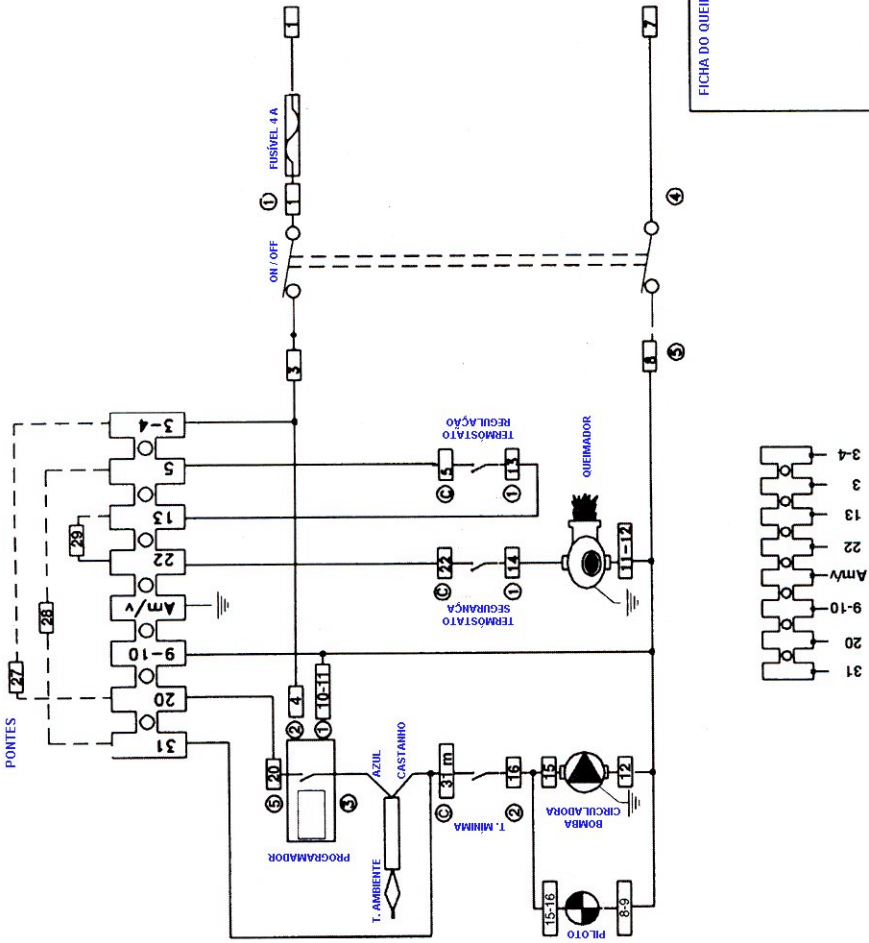 PONTES
27
28
29
31
20
9-10
Am/v
22
13
5
3-4
1
FUSÍVEL 4 A
1
1
ON / OFF
3
7
4
8
5
FICHA DO QUEI
TERMÓSTATO
REGULAÇÃO
C
5
13
1
TERMÓSTATO
SEGURANÇA
C
22
14
1
QUEIMADOR
11-12
20
5
4
2
10-11
1
3
PROGRAMADOR
AZUL
CASTANHO
T. AMBIENTE
C
31 m
T. MÍNIMA
16
2
15
BOMBA
CIRCULADORA
12
15-16
PILOTO
8-9
31
20
9-10
Am/v
22
13
3
3-4